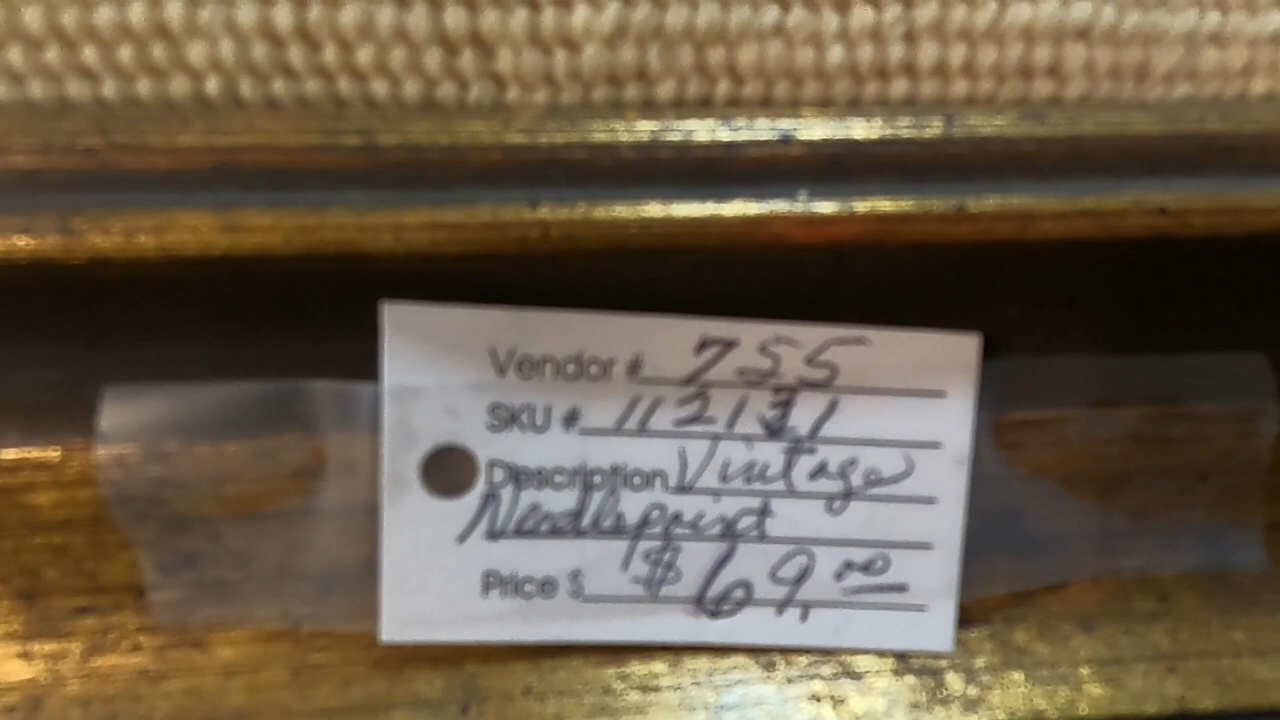 Vendor # 755
SKU # 112131
Description Vintage
Needlepoint
Price $ $69.00